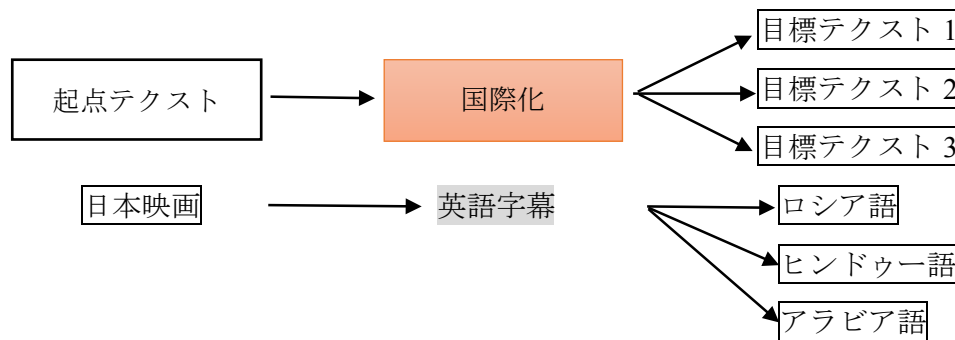 起点テクスト
国際化
目標テクスト 1
目標テクスト 2
目標テクスト 3
日本映画
英語字幕
ロシア語
ヒンドゥー語
アラビア語